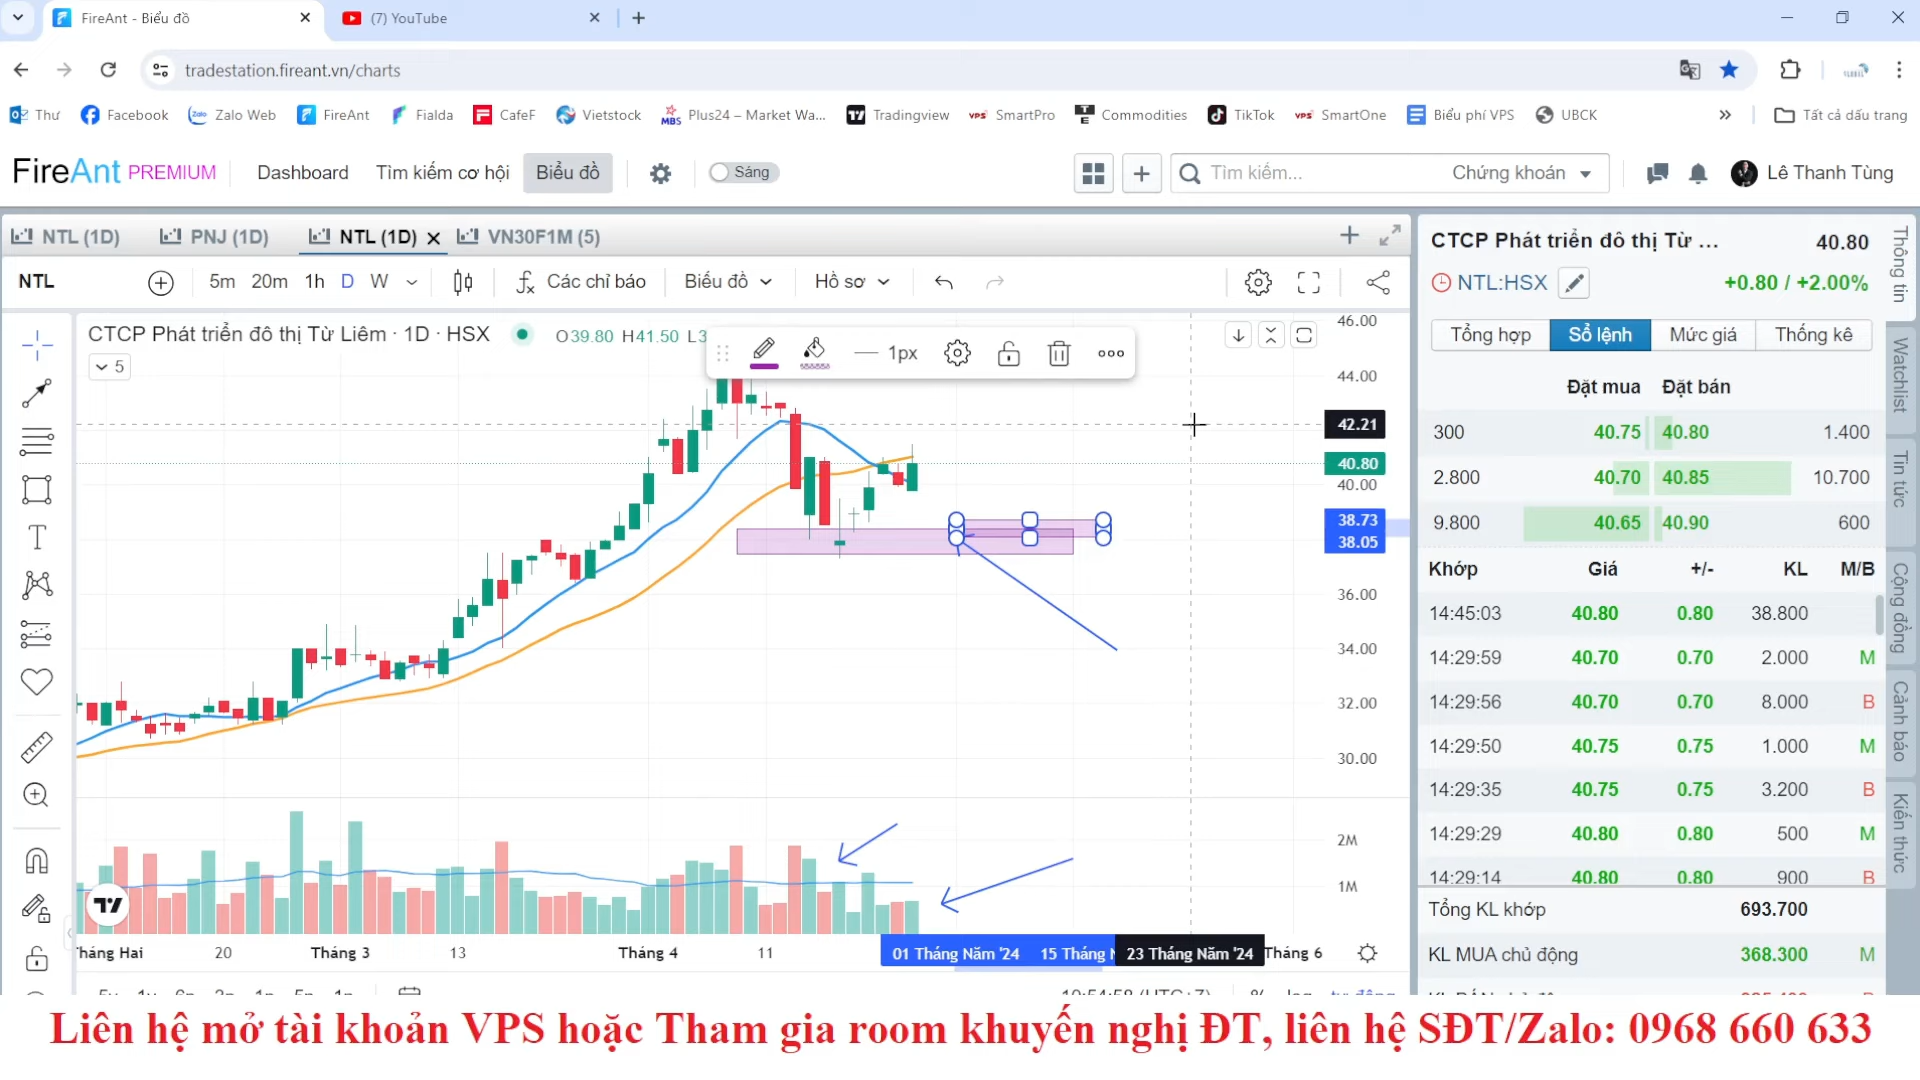 FireAnt - Biểu đồ
(7) YouTube
tradestation.fireant.vn/charts
Thư Facebook Zalo Web FireAnt Fialda CafeF Vietstock Plus24 – Market Wa... Tradingview SmartPro Commodities TikTok SmartOne Biểu phí VPS UBCK » Tất cả dấu trang
FireAnt PREMIUM Dashboard Tìm kiếm cơ hội Biểu đồ Sáng Tìm kiếm... Chứng khoán Lê Thanh Tùng
NTL (1D) PNJ (1D) NTL (1D) VN30F1M (5)
NTL 5m 20m 1h D W Các chỉ báo Biểu đồ Hồ sơ
CTCP Phát triển đô thị Từ Liêm · 1D · HSX O39.80 H41.50
5
1px
46.00
44.00
42.21
40.80
40.00
38.73
38.05
36.00
34.00
32.00
30.00
2M
1M
20 Tháng 3 13 Tháng 4 11 01 Tháng Năm '24 23 Tháng Năm '24 Tháng 6
CTCP Phát triển đô thị Từ ... 40.80
NTL:HSX +0.80 / +2.00%
Tổng hợp Sổ lệnh Mức giá Thống kê
Đặt mua Đặt bán
300 40.75 40.80 1.400
2.800 40.70 40.85 10.700
9.800 40.65 40.90 600
Khớp Giá +/- KL M/B
14:45:03 40.80 0.80 38.800
14:29:59 40.70 0.70 2.000 M
14:29:56 40.70 0.70 8.000 B
14:29:50 40.75 0.75 1.000 M
14:29:35 40.75 0.75 3.200 B
14:29:29 40.80 0.80 500 M
14:29:14 40.80 0.80 900 B
Tổng KL khớp 693.700
KL MUA chủ động 368.300 M
Thông tin
Watchlist
Tin tức
Cộng đồng
Cảnh báo
Kiến thức
Liên hệ mở tài khoản VPS hoặc Tham gia room khuyến nghị ĐT, liên hệ SĐT/Zalo: 0968 660 633